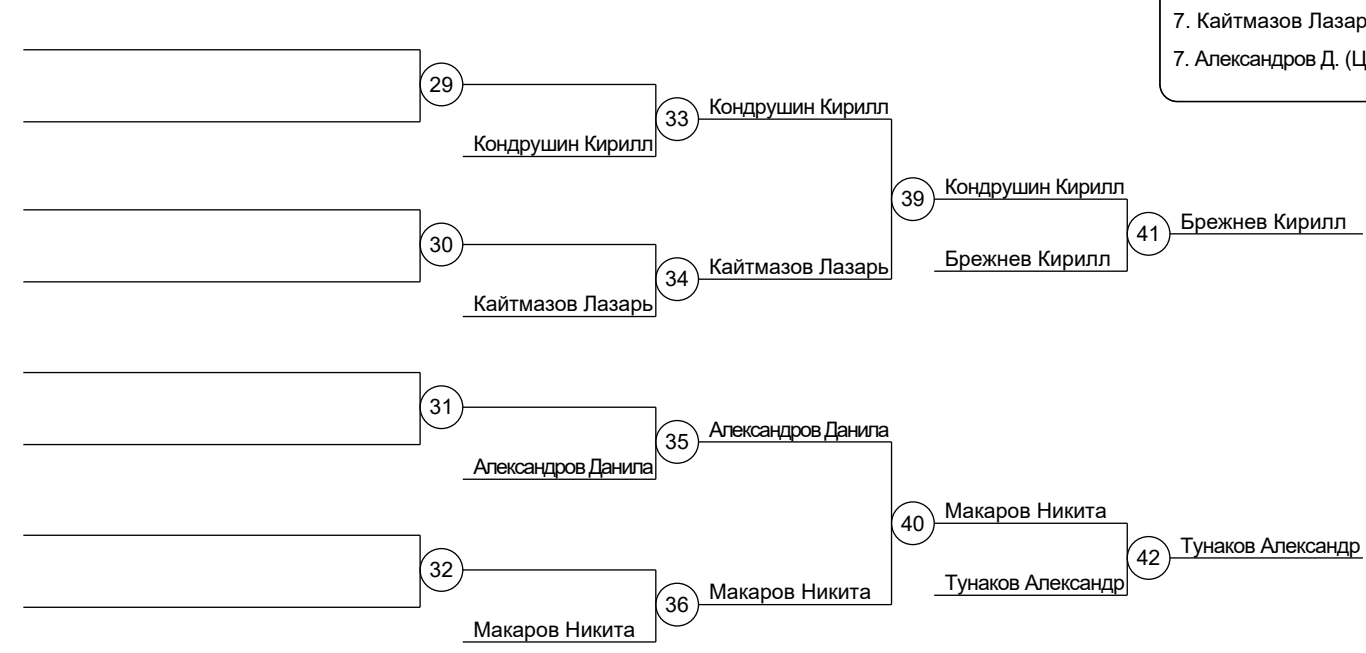 7. Кайтмазов Лазар
7. Александров Д. (Ц
29
33
Кондрушин Кирилл
Кондрушин Кирилл
39
Кондрушин Кирилл
30
41
Брежнев Кирилл
34
Кайтмазов Лазарь
Брежнев Кирилл
Кайтмазов Лазарь
31
35
Александров Данила
Александров Данила
40
Макаров Никита
32
42
Тунаков Александр
36
Макаров Никита
Тунаков Александр
Макаров Никита